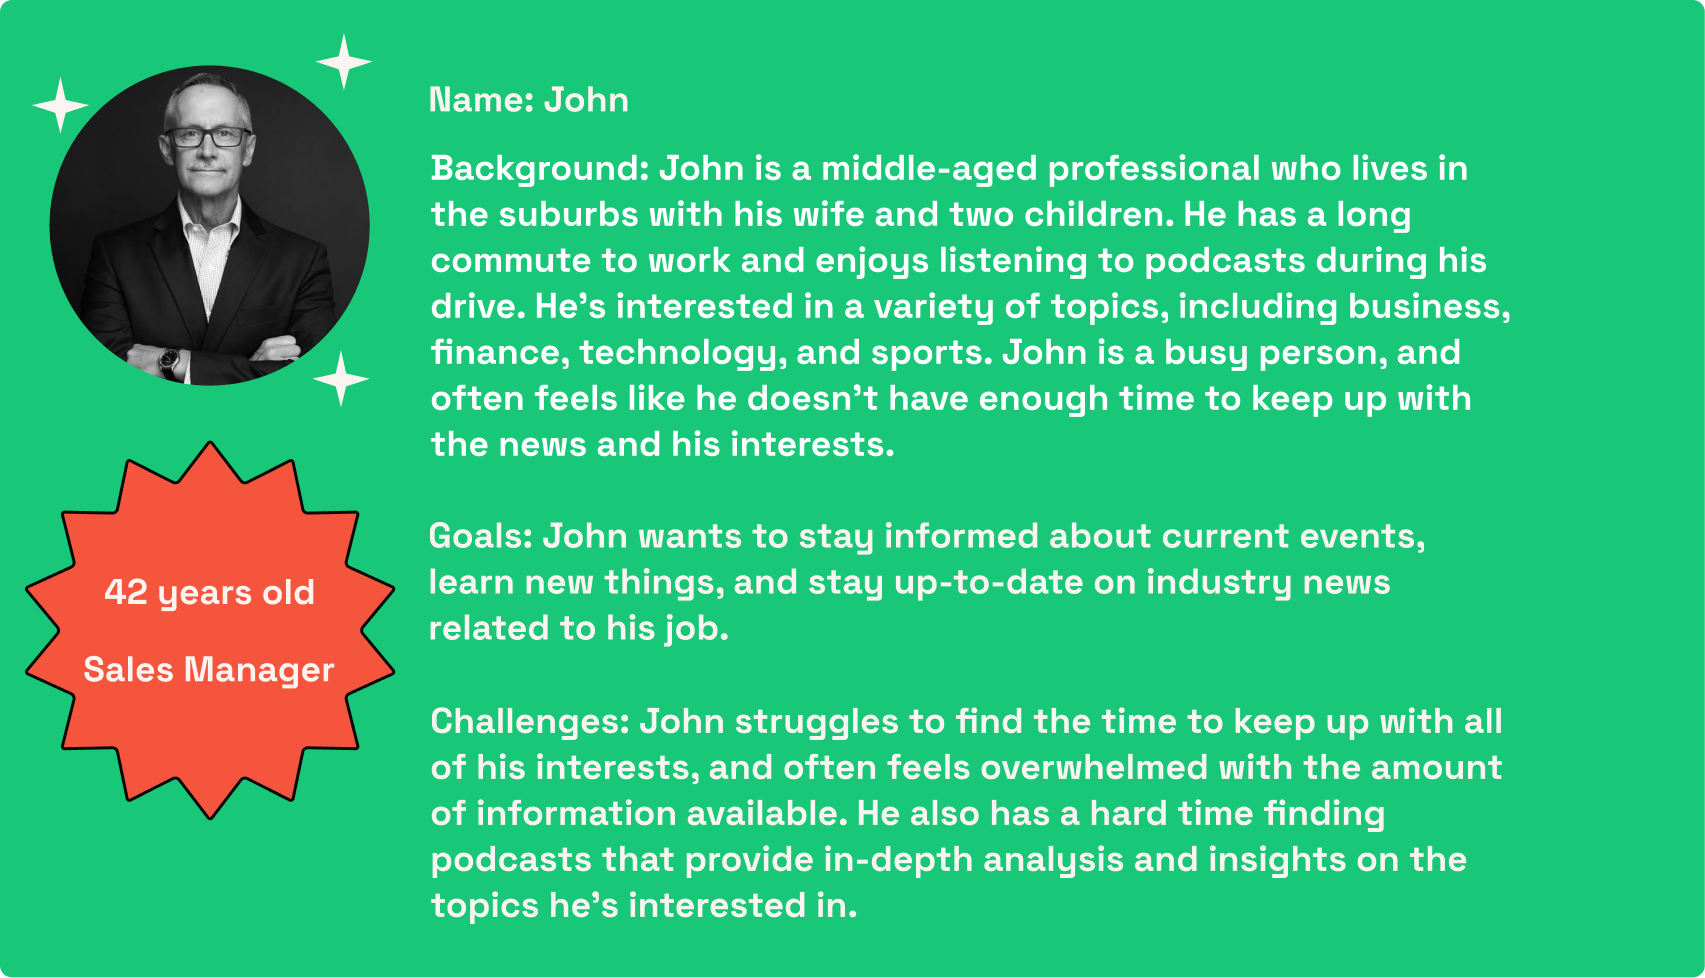 Name: John
Background: John is a middle-aged professional who lives in
the suburbs with his wife and two children. He has a long
commute to work and enjoys listening to podcasts during his
drive. He’s interested in a variety of topics, including business,
finance, technology, and sports. John is a busy person, and
often feels like he doesn’t have enough time to keep up with
the news and his interests.
Goals: John wants to stay informed about current events,
learn new things, and stay up-to-date on industry news
related to his job.
Challenges: John struggles to find the time to keep up with all
of his interests, and often feels overwhelmed with the amount
of information available. He also has a hard time finding
podcasts that provide in-depth analysis and insights on the
topics he’s interested in.
42 years old
Sales Manager